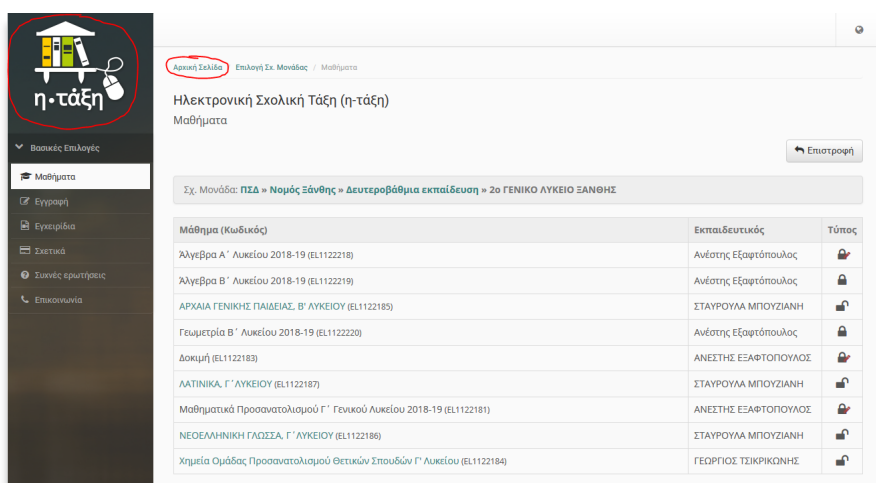 η•τάξη
Βασικές Επιλογές
Μαθήματα
Εγγραφή
Εγχειρίδια
Σχετικά
Συχνές ερωτήσεις
Επικοινωνία
Αρχική Σελίδα Επιλογή Σχ. Μονάδας / Μαθήματα
Ηλεκτρονική Σχολική Τάξη (η-τάξη)
Μαθήματα
Επιστροφή
Σχ. Μονάδα: ΠΣΔ » Νομός Ξάνθης » Δευτεροβάθμια εκπαίδευση » 2ο ΓΕΝΙΚΟ ΛΥΚΕΙΟ ΞΑΝΘΗΣ
Μάθημα (Κωδικός) Εκπαιδευτικός Τύπος
Άλγεβρα Α΄ Λυκείου 2018-19 (EL1122218) Ανέστης Εξαφτόπουλος
Άλγεβρα Β΄ Λυκείου 2018-19 (EL1122219) Ανέστης Εξαφτόπουλος
ΑΡΧΑΙΑ ΓΕΝΙΚΗΣ ΠΑΙΔΕΙΑΣ, Β' ΛΥΚΕΙΟΥ (EL1122185) ΣΤΑΥΡΟΥΛΑ ΜΠΟΥΖΙΑΝΗ
Γεωμετρία Β΄ Λυκείου 2018-19 (EL1122220) Ανέστης Εξαφτόπουλος
Δοκιμή (EL1122183) ΑΝΕΣΤΗΣ ΕΞΑΦΤΟΠΟΥΛΟΣ
ΛΑΤΙΝΙΚΑ, Γ΄ΛΥΚΕΙΟΥ (EL1122187) ΣΤΑΥΡΟΥΛΑ ΜΠΟΥΖΙΑΝΗ
Μαθηματικά Προσανατολισμού Γ΄ Γενικού Λυκείου 2018-19 (EL1122181) ΑΝΕΣΤΗΣ ΕΞΑΦΤΟΠΟΥΛΟΣ
ΝΕΟΕΛΛΗΝΙΚΗ ΓΛΩΣΣΑ, Γ΄ΛΥΚΕΙΟΥ (EL1122186) ΣΤΑΥΡΟΥΛΑ ΜΠΟΥΖΙΑΝΗ
Χημεία Ομάδας Προσανατολισμού Θετικών Σπουδών Γ' Λυκείου (EL1122184) ΓΕΩΡΓΙΟΣ ΤΣΙΚΡΙΚΩΝΗΣ